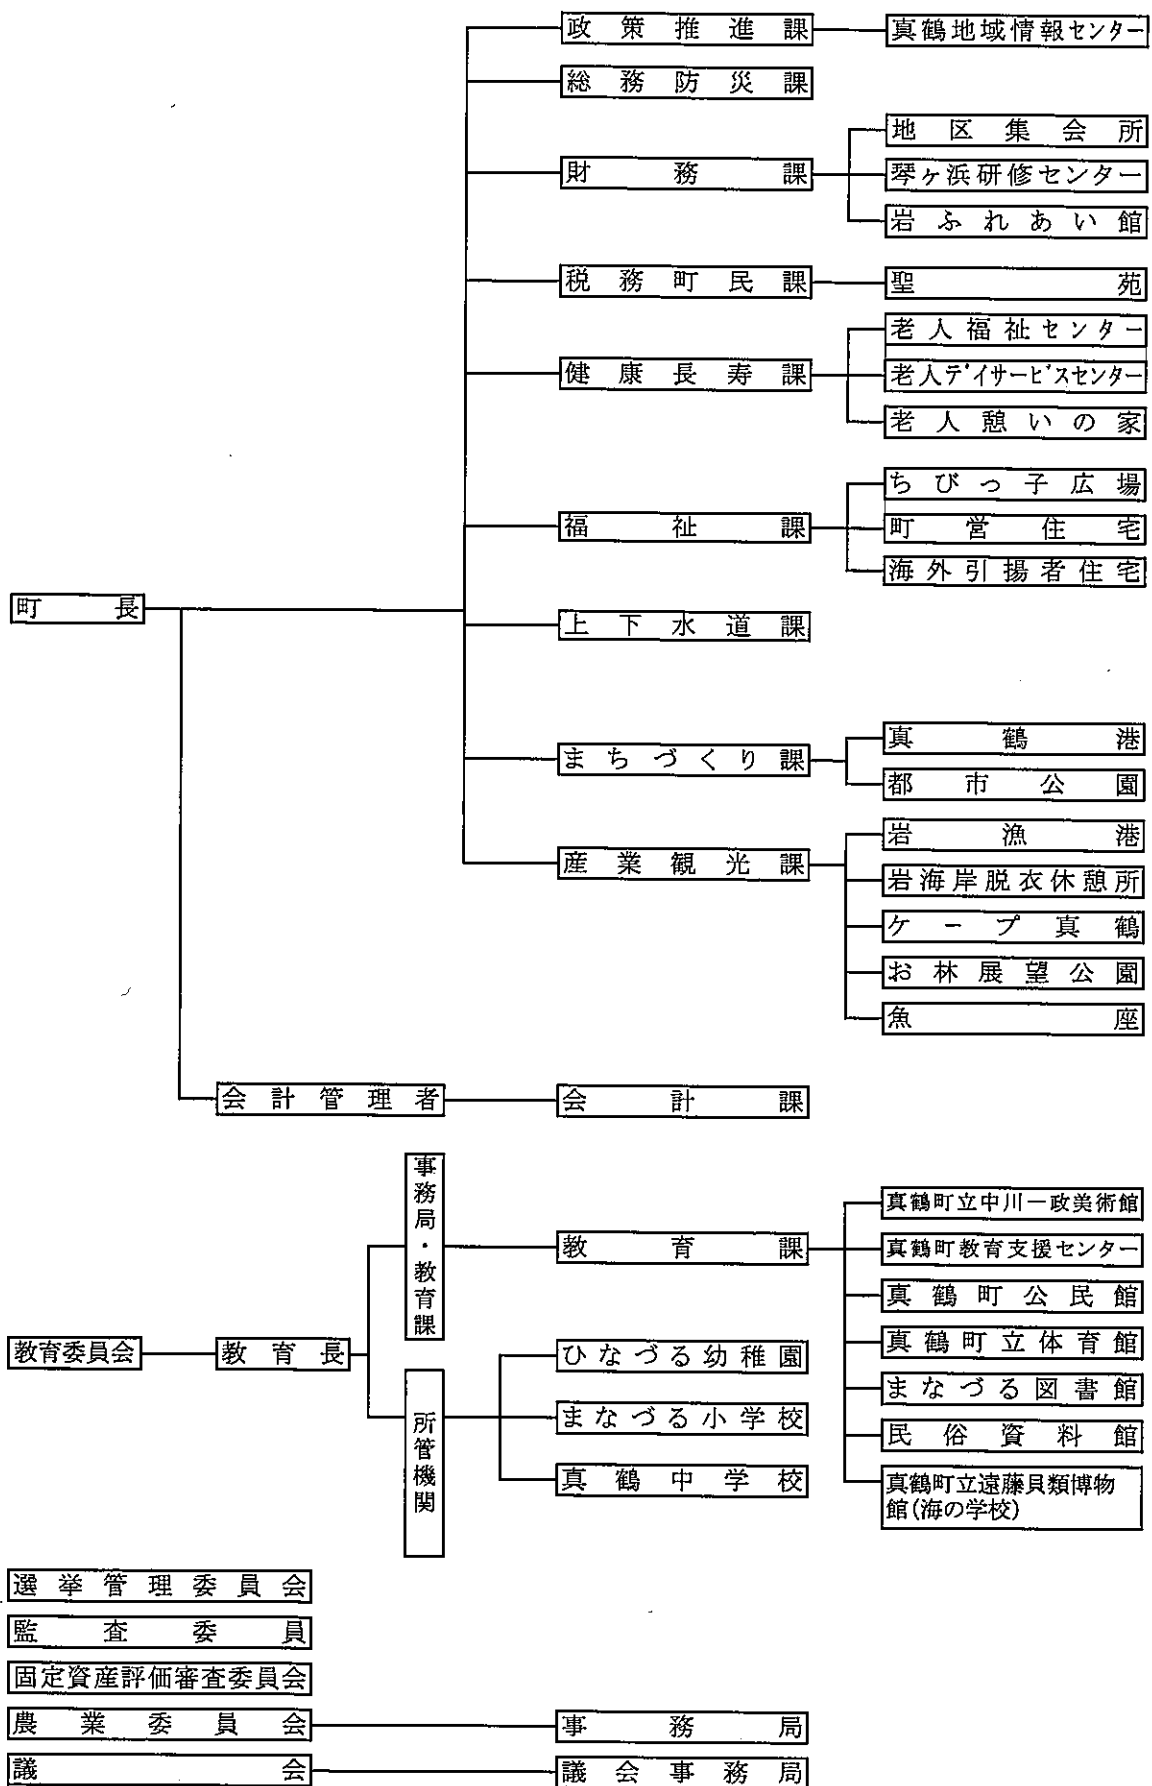 政策推進課
真鶴地域情報センター
総務防災課
地区集会所
財務課
琴ヶ浜研修センター
岩ふれあい館
税務町民課
聖苑
老人福祉センター
健康長寿課
老人デイサービスセンター
老人憩いの家
ちびっ子広場
福祉課
町営住宅
海外引揚者住宅
町長
上下水道課
真鶴港
まちづくり課
都市公園
岩漁港
産業観光課
岩海岸脱衣休憩所
ケープ真鶴
お林展望公園
魚座
会計管理者
会計課
事務局・教育課
真鶴町立中川一政美術館
教育課
真鶴町教育支援センター
真鶴町公民館
真鶴町立体育館
教育委員会
教育長
ひなづる幼稚園
まなづる図書館
所管機関
まなづる小学校
民俗資料館
真鶴中学校
真鶴町立遠藤貝類博物
館(海の学校)
選挙管理委員会
監査委員
固定資産評価審査委員会
農業委員会
事務局
議会
議会事務局